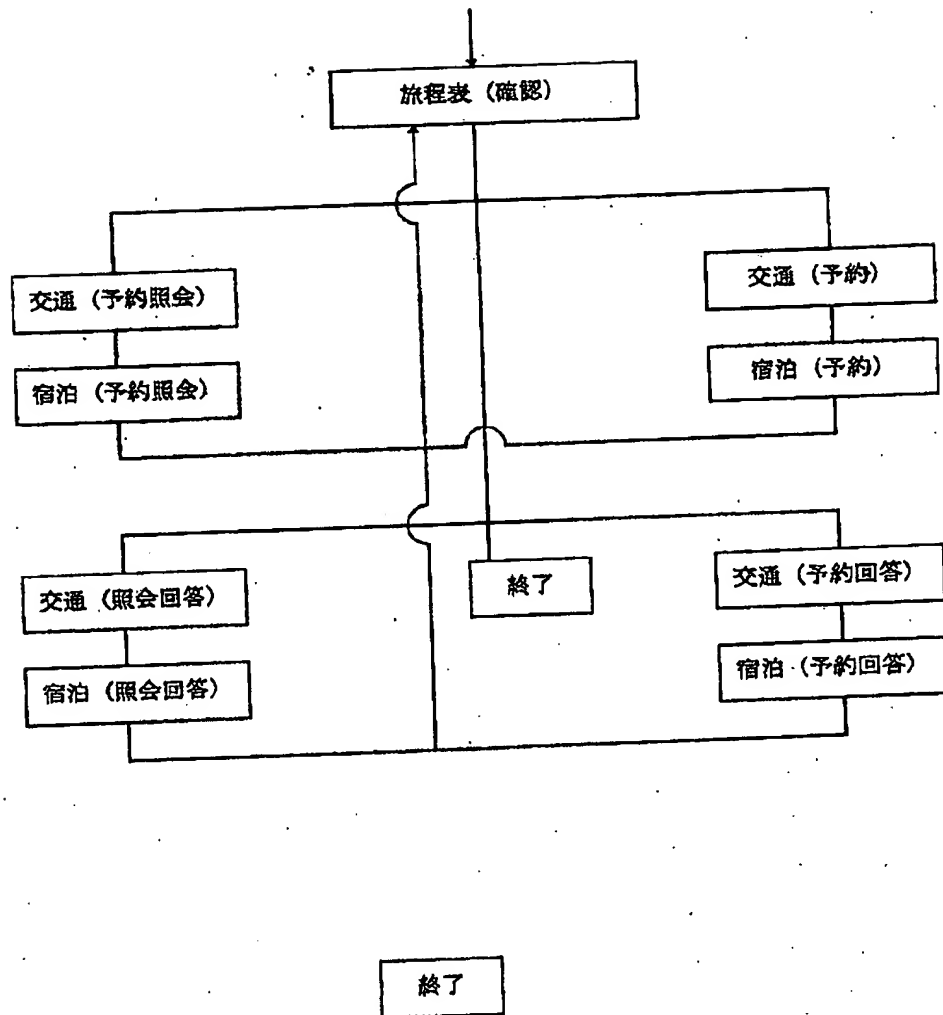 旅程表（確認）
交通（予約照会）
交通（予約）
宿泊（予約照会）
宿泊（予約）
交通（照会回答）
終了
交通（予約回答）
宿泊（照会回答）
宿泊（予約回答）
終了